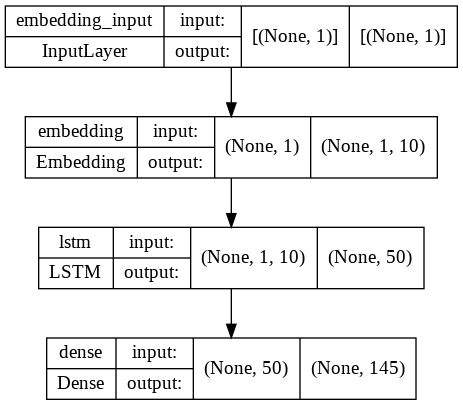 embedding_input input: [(None, 1)] [(None, 1)]
InputLayer output:
embedding input: (None, 1) (None, 1, 10)
Embedding output:
lstm input: (None, 1, 10) (None, 50)
LSTM output:
dense input: (None, 50) (None, 145)
Dense output: